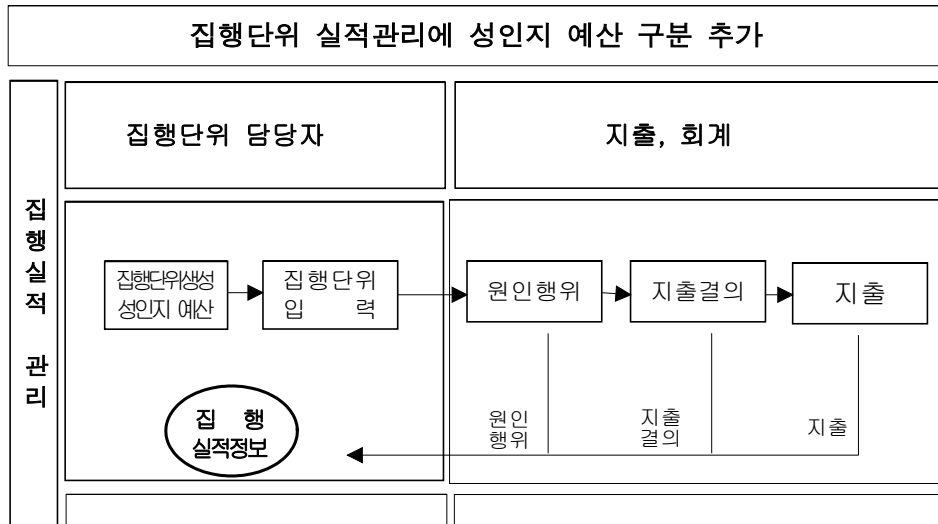 집행단위 실적관리에 성인지 예산 구분 추가
집행단위 담당자
지출, 회계
집행실적 관리
집행단위생성
성인지 예산
집행단위
입 력
원인행위
지출결의
지출
집 행
실적정보
원인
행위
지출
결의
지출